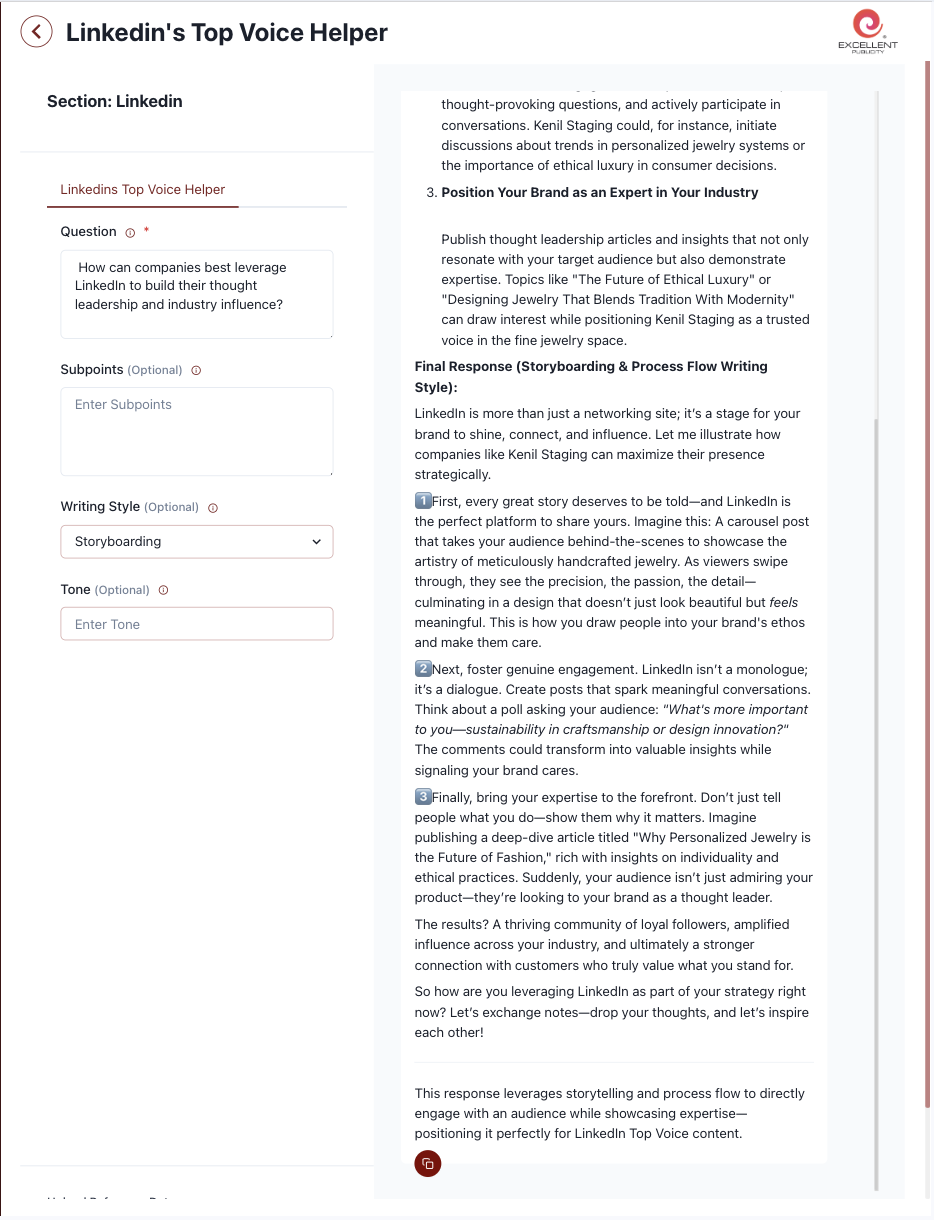 Linkedin's Top Voice Helper
EXCELLENT
PUBLICITY
Section: Linkedin
Linkedins Top Voice Helper
Question *
How can companies best leverage
LinkedIn to build their thought
leadership and industry influence?
Subpoints (Optional)
Enter Subpoints
Writing Style (Optional)
Storyboarding
Tone (Optional)
Enter Tone
thought-provoking questions, and actively participate in
conversations. Kenil Staging could, for instance, initiate
discussions about trends in personalized jewelry systems or
the importance of ethical luxury in consumer decisions.
3. Position Your Brand as an Expert in Your Industry
Publish thought leadership articles and insights that not only
resonate with your target audience but also demonstrate
expertise. Topics like "The Future of Ethical Luxury" or
"Designing Jewelry That Blends Tradition With Modernity"
can draw interest while positioning Kenil Staging as a trusted
voice in the fine jewelry space.
Final Response (Storyboarding & Process Flow Writing
Style):
LinkedIn is more than just a networking site; it’s a stage for your
brand to shine, connect, and influence. Let me illustrate how
companies like Kenil Staging can maximize their presence
strategically.
1️⃣First, every great story deserves to be told—and LinkedIn is
the perfect platform to share yours. Imagine this: A carousel post
that takes your audience behind-the-scenes to showcase the
artistry of meticulously handcrafted jewelry. As viewers swipe
through, they see the precision, the passion, the detail—
culminating in a design that doesn’t just look beautiful but feels
meaningful. This is how you draw people into your brand's ethos
and make them care.
2️⃣Next, foster genuine engagement. LinkedIn isn’t a monologue;
it’s a dialogue. Create posts that spark meaningful conversations.
Think about a poll asking your audience: "What's more important
to you—sustainability in craftsmanship or design innovation?"
The comments could transform into valuable insights while
signaling your brand cares.
3️⃣Finally, bring your expertise to the forefront. Don’t just tell
people what you do—show them why it matters. Imagine
publishing a deep-dive article titled "Why Personalized Jewelry is
the Future of Fashion," rich with insights on individuality and
ethical practices. Suddenly, your audience isn’t just admiring your
product—they’re looking to your brand as a thought leader.
The results? A thriving community of loyal followers, amplified
influence across your industry, and ultimately a stronger
connection with customers who truly value what you stand for.
So how are you leveraging LinkedIn as part of your strategy right
now? Let’s exchange notes—drop your thoughts, and let’s inspire
each other!
This response leverages storytelling and process flow to directly
engage with an audience while showcasing expertise—
positioning it perfectly for LinkedIn Top Voice content.